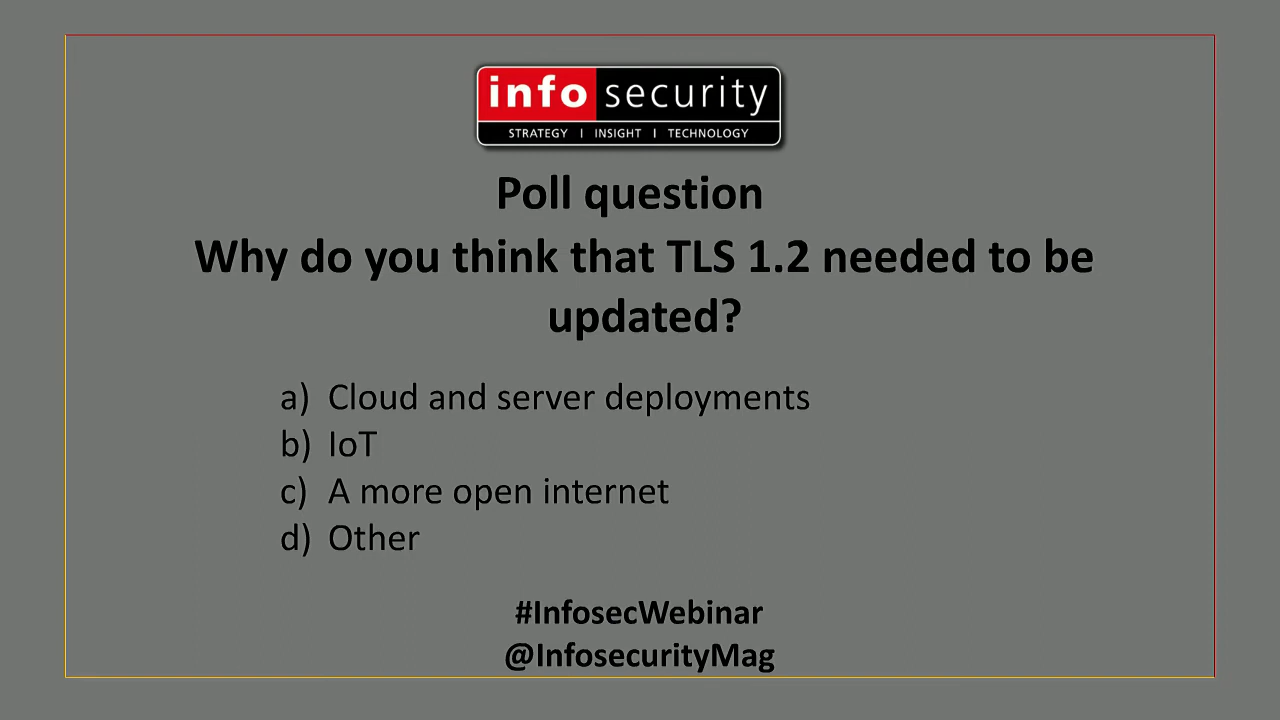 info security
STRATEGY | INSIGHT | TECHNOLOGY
Poll question
Why do you think that TLS 1.2 needed to be
updated?
a) Cloud and server deployments
b) IoT
c) A more open internet
d) Other
#InfosecWebinar
@InfosecurityMag